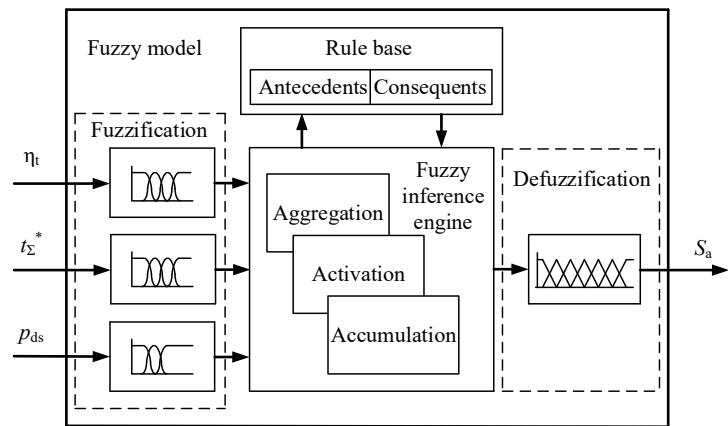 Fuzzy model
Rule base
Antecedents Consequents
Fuzzification
Fuzzy
inference
engine
Defuzzification
ηt
tΣ*
pds
Aggregation
Activation
Accumulation
Sa